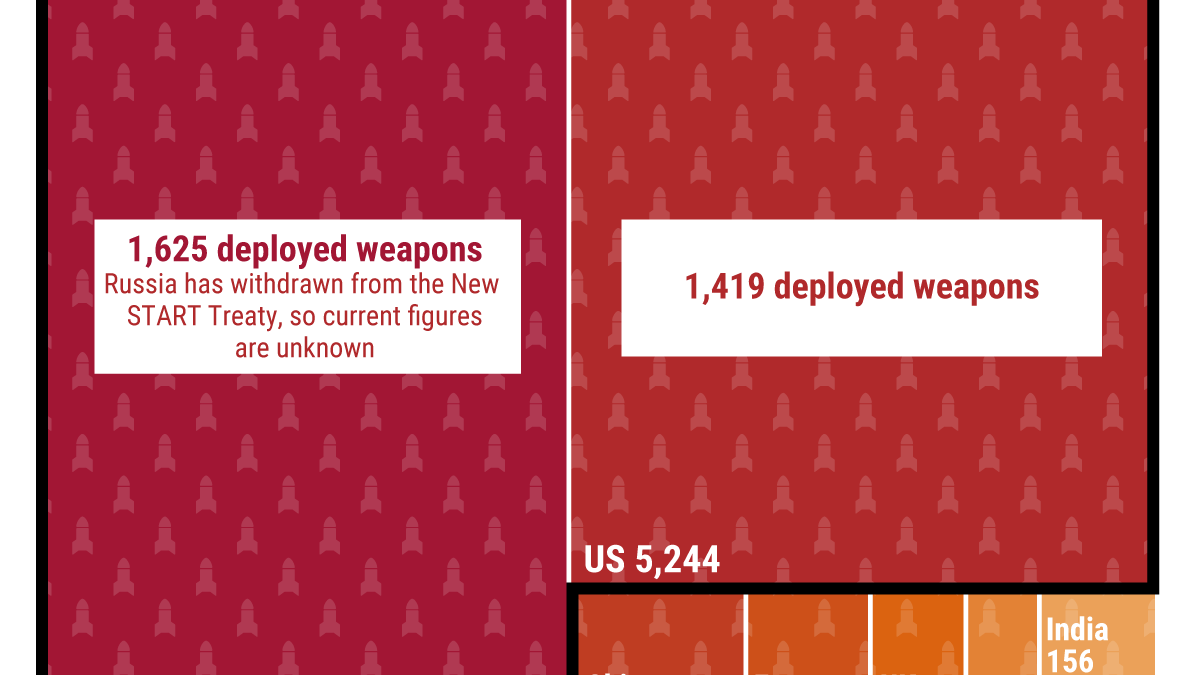 1,625 deployed weapons
Russia has withdrawn from the New
START Treaty, so current figures
are unknown
1,419 deployed weapons
US 5,244
India
156